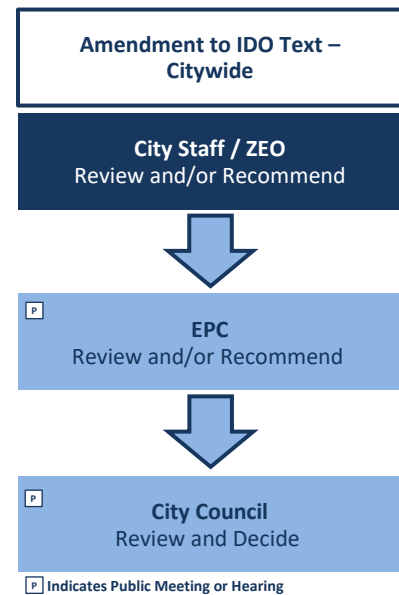 Amendment to IDO Text –
Citywide
City Staff / ZEO
Review and/or Recommend
P
EPC
Review and/or Recommend
P
City Council
Review and Decide
P Indicates Public Meeting or Hearing